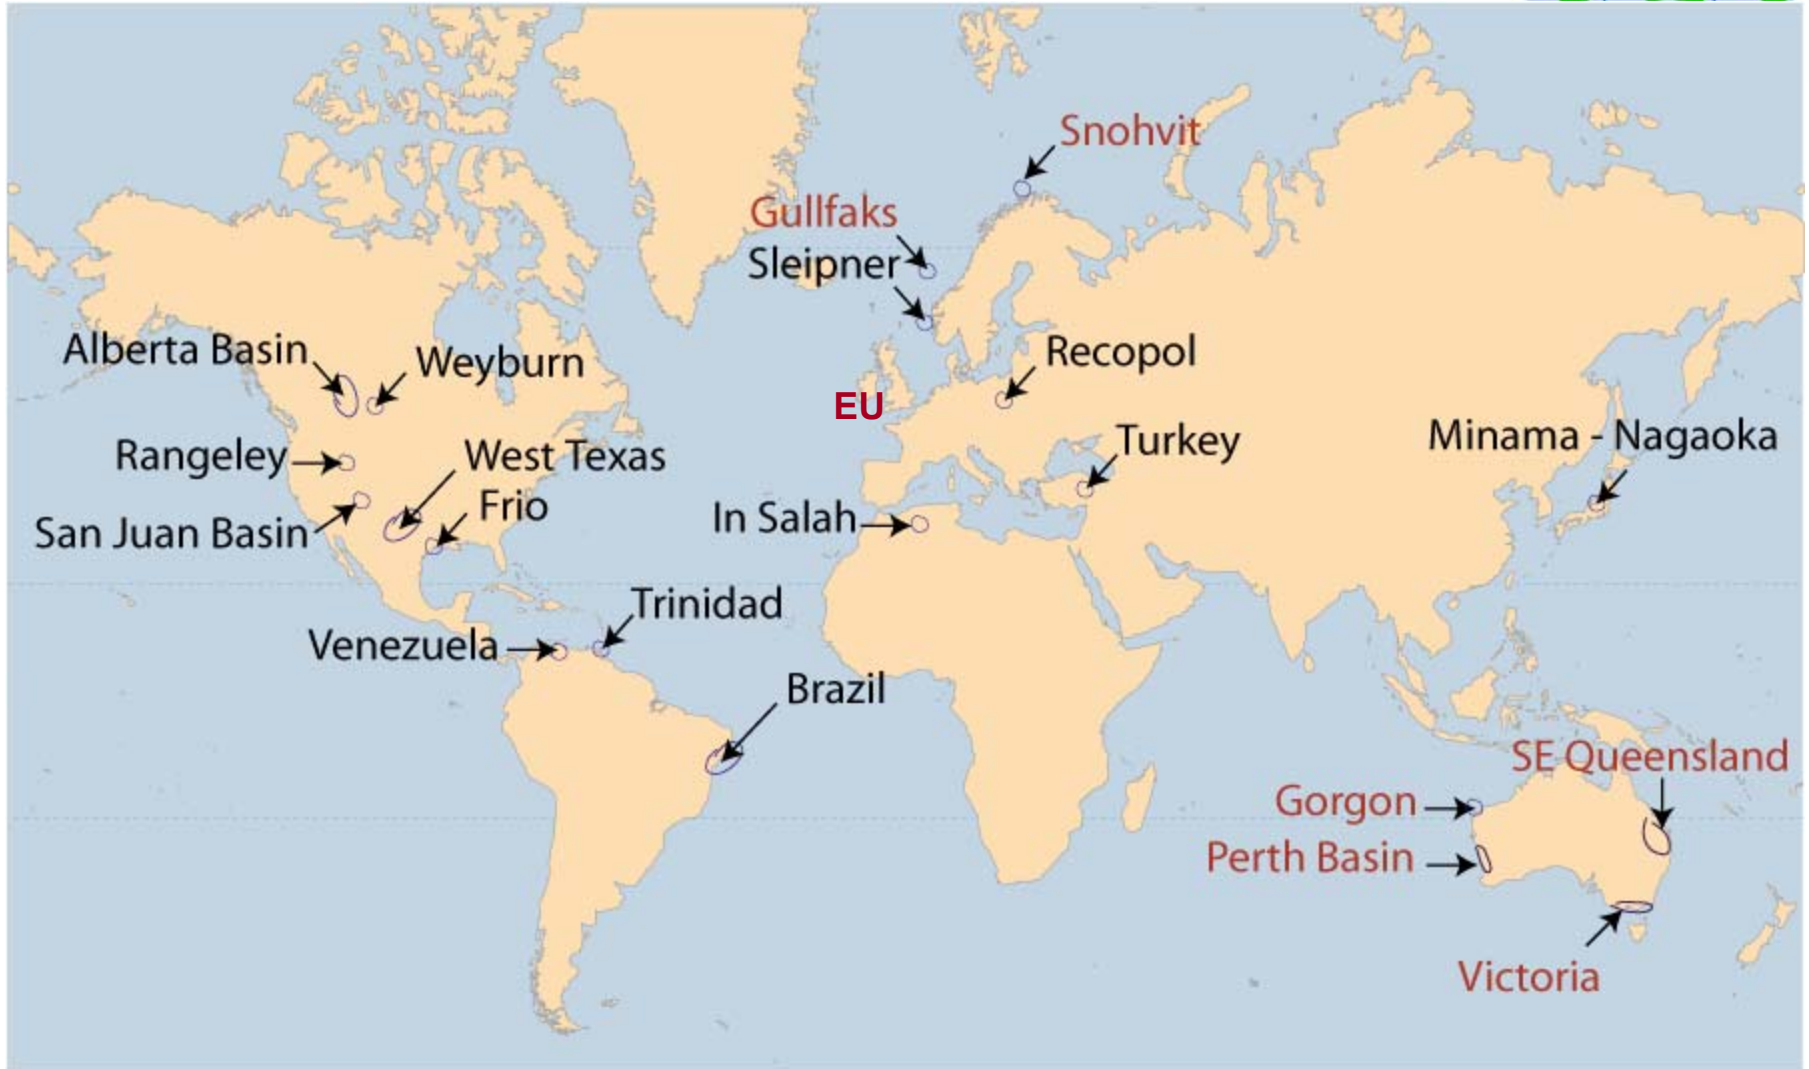 Snohvit
Gullfaks
Sleipner
Alberta Basin
Weyburn
Recopol
EU
Rangeley
West Texas
Turkey
Minama - Nagaoka
San Juan Basin
Frio
In Salah
Trinidad
Venezuela
Brazil
SE Queensland
Gorgon
Perth Basin
Victoria